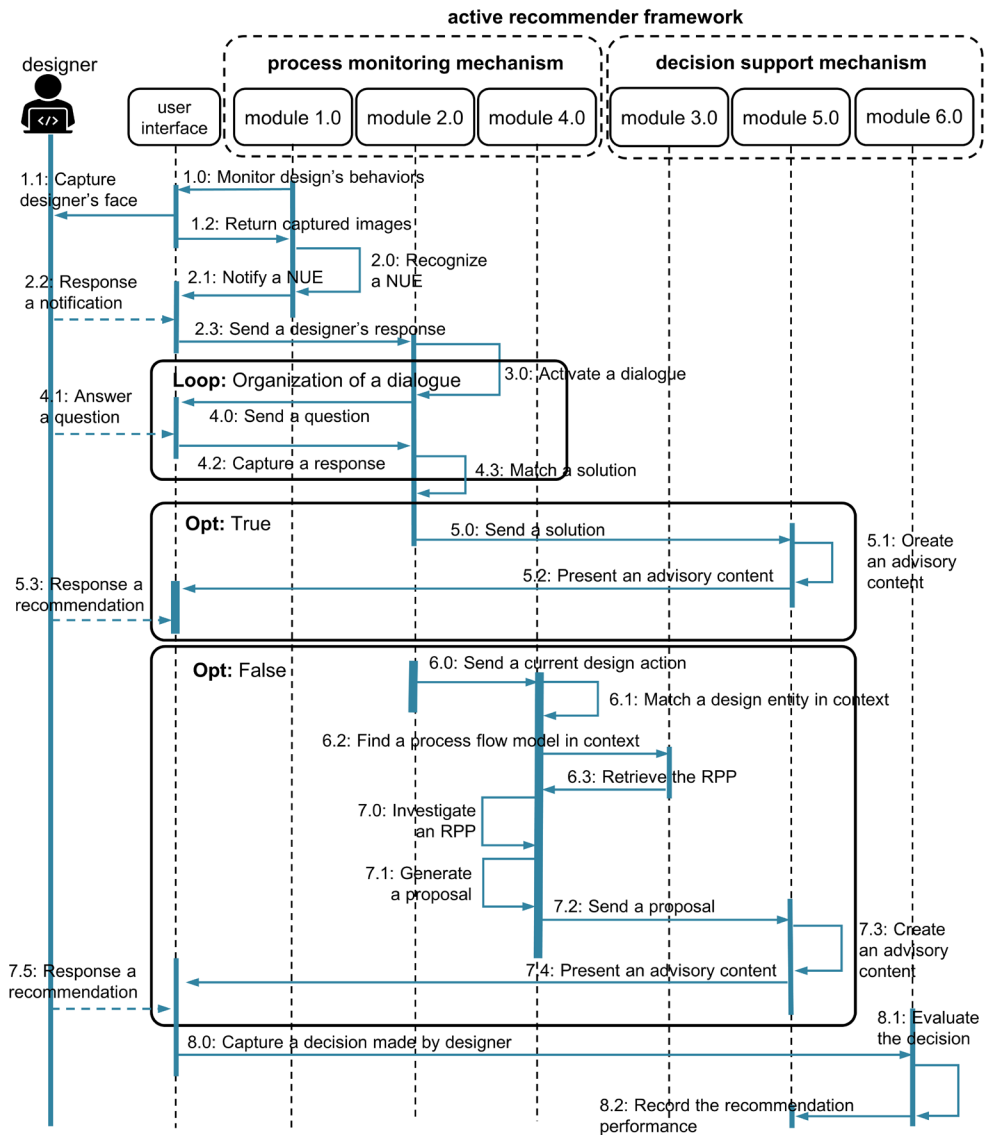 active recommender framework
designer
process monitoring mechanism
decision support mechanism
</>
user
interface
module 1.0
module 2.0
module 4.0
module 3.0
module 5.0
module 6.0
1.1: Capture
designer's face
1.0: Monitor design's behaviors
1.2: Return captured images
2.0: Recognize
a NUE
2.1: Notify a NUE
2.2: Response
a notification
2.3: Send a designer's response
3.0: Activate a dialogue
Loop: Organization of a dialogue
4.1: Answer
a question
4.0: Send a question
4.2: Capture a response
4.3: Match a solution
Opt: True
5.0: Send a solution
5.1: Oreate
an advisory
content
5.2: Present an advisory content
5.3: Response a
recommendation
Opt: False
6.0: Send a current design action
6.1: Match a design entity in context
6.2: Find a process flow model in context
6.3: Retrieve the RPP
7.0: Investigate
an RPP
7.1: Generate
a proposal
7.2: Send a proposal
7.3: Create
an advisory
content
7.4: Present an advisory content
7.5: Response a
recommendation
8.1: Evaluate
the decision
8.0: Capture a decision made by designer
8.2: Record the recommendation
performance